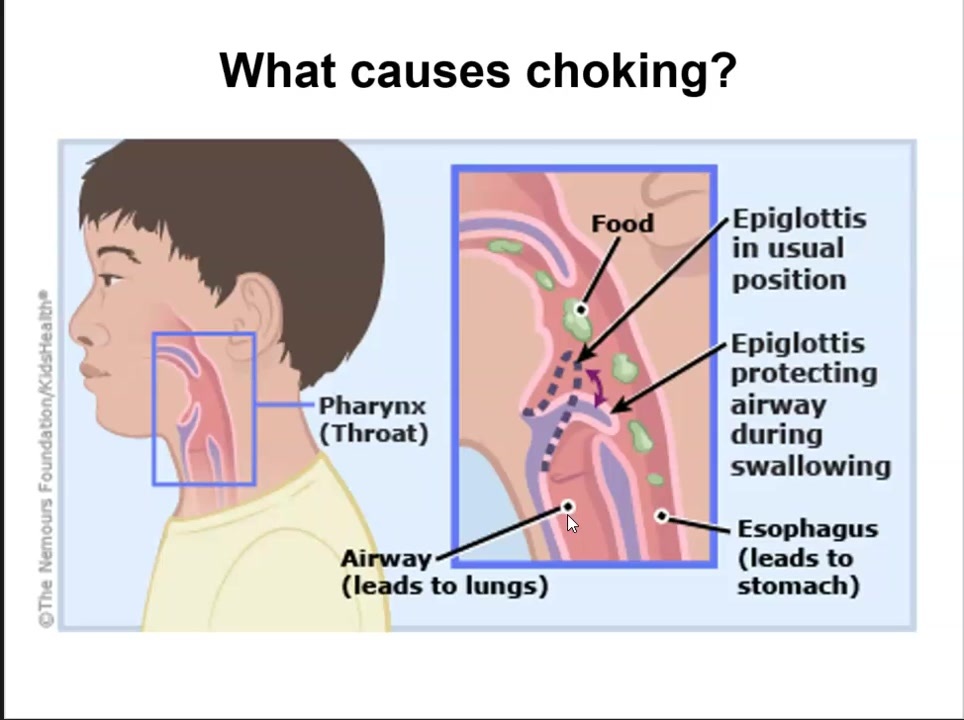 What causes choking?
Food
Epiglottis
in usual
position
Epiglottis
protecting
airway
during
swallowing
Pharynx
(Throat)
Airway
(leads to lungs)
Esophagus
(leads to
stomach)
©The Nemours Foundation/KidsHealth®